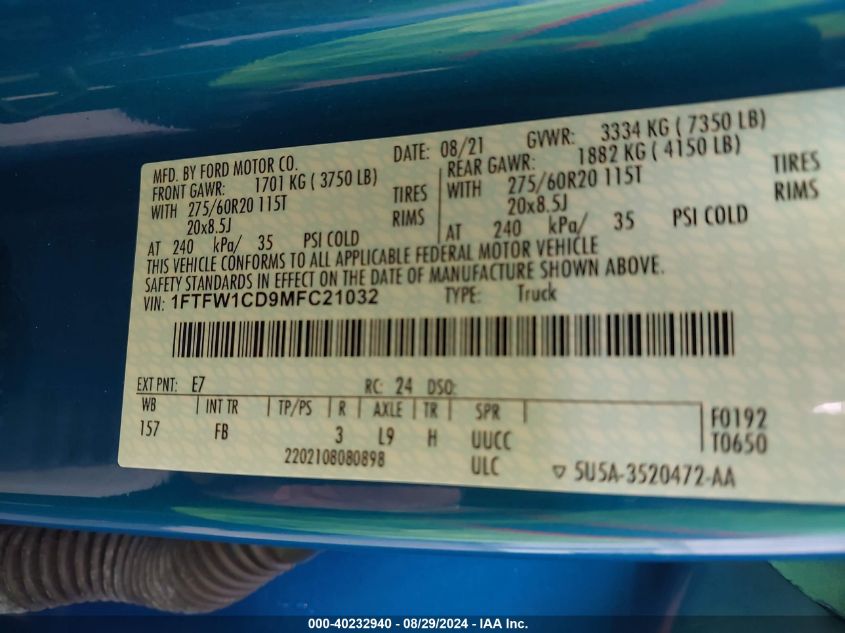 MFD. BY FORD MOTOR CO. DATE: 08/21 GVWR: 3334 KG ( 7350 LB)
FRONT GAWR: 1701 KG ( 3750 LB) REAR GAWR: 1882 KG ( 4150 LB)
WITH 275/60R20 115T TIRES WITH 275/60R20 115T TIRES
20x8.5J RIMS 20x8.5J RIMS
AT 240 kPa/ 35 PSI COLD AT 240 kPa/ 35 PSI COLD
THIS VEHICLE CONFORMS TO ALL APPLICABLE FEDERAL MOTOR VEHICLE
SAFETY STANDARDS IN EFFECT ON THE DATE OF MANUFACTURE SHOWN ABOVE.
VIN: 1FTFW1CD9MFC21032 TYPE: Truck
EXT PNT: E7 RC: 24 DSO:
WB INT TR TP/PS R AXLE TR SPR F0192
157 FB 3 L9 H UUCC T0650
2202108080898 ULC ▽ 5U5A-3520472-AA
000-40232940 - 08/29/2024 - IAA Inc.